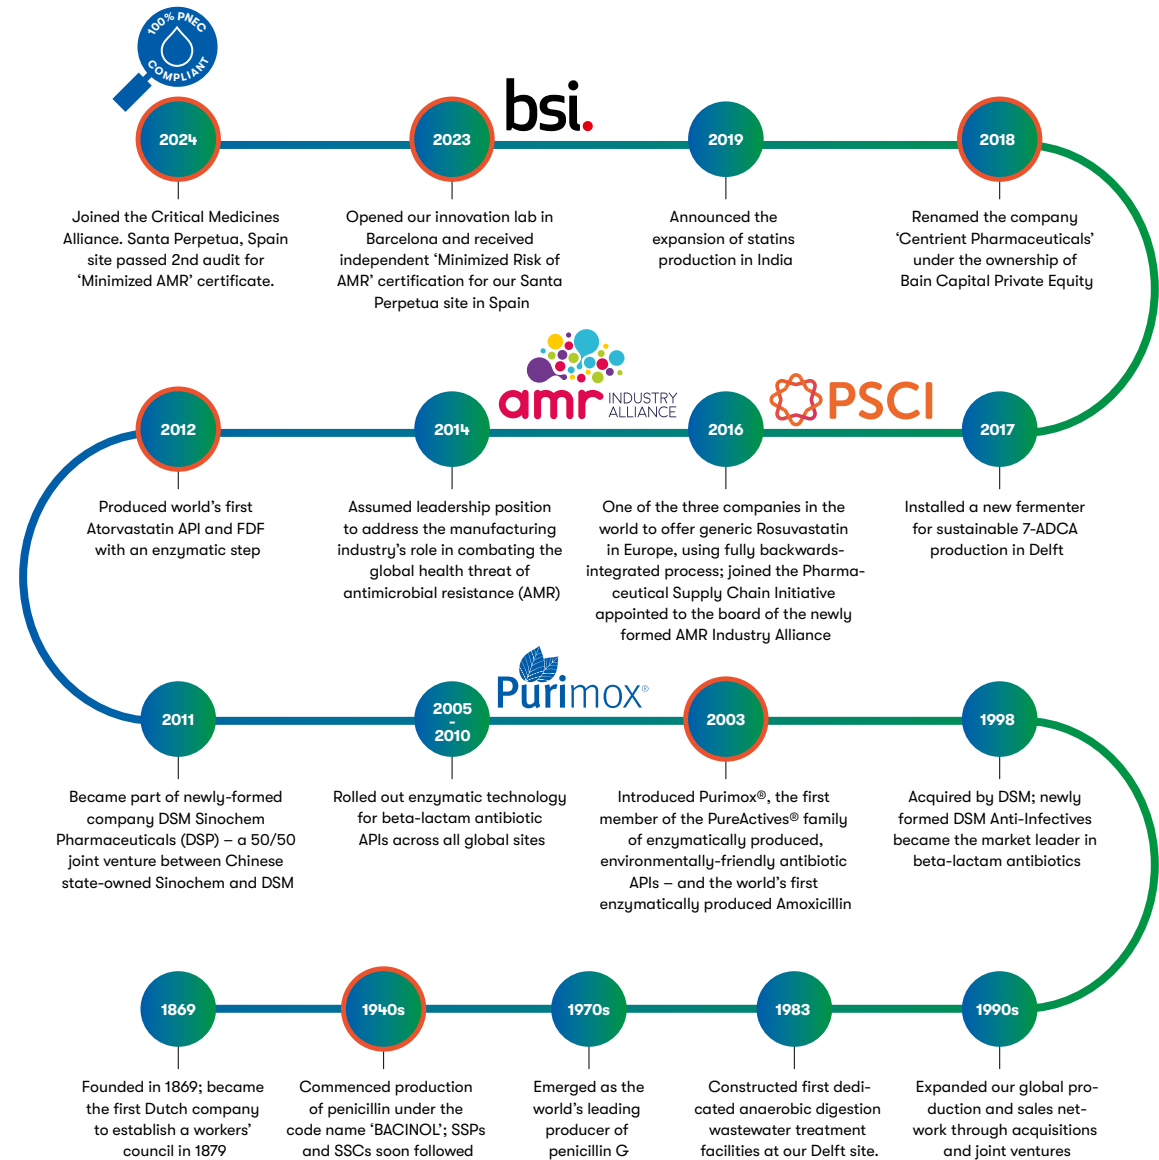 100% PNEC
COMPLIANT
bsi.
2024
2023
2019
2018
Joined the Critical Medicines
Alliance. Santa Perpetua, Spain
site passed 2nd audit for
‘Minimized AMR’ certificate.
Opened our innovation lab in
Barcelona and received
independent ‘Minimized Risk of
AMR’ certification for our Santa
Perpetua site in Spain
Announced the
expansion of statins
production in India
Renamed the company
‘Centrient Pharmaceuticals’
under the ownership of
Bain Capital Private Equity
amr INDUSTRY
ALLIANCE
PSCI
2012
2014
2016
2017
Produced world’s first
Atorvastatin API and FDF
with an enzymatic step
Assumed leadership position
to address the manufacturing
industry’s role in combating the
global health threat of
antimicrobial resistance (AMR)
One of the three companies in the
world to offer generic Rosuvastatin
in Europe, using fully backwards-
integrated process; joined the Pharma-
ceutical Supply Chain Initiative
appointed to the board of the newly
formed AMR Industry Alliance
Installed a new fermenter
for sustainable 7-ADCA
production in Delft
Purimox®
2011
2005
-
2010
2003
1998
Became part of newly-formed
company DSM Sinochem
Pharmaceuticals (DSP) – a 50/50
joint venture between Chinese
state-owned Sinochem and DSM
Rolled out enzymatic technology
for beta-lactam antibiotic
APIs across all global sites
Introduced Purimox®, the first
member of the PureActives® family
of enzymatically produced,
environmentally-friendly antibiotic
APIs – and the world’s first
enzymatically produced Amoxicillin
Acquired by DSM; newly
formed DSM Anti-Infectives
became the market leader in
beta-lactam antibiotics
1869
1940s
1970s
1983
1990s
Founded in 1869; became
the first Dutch company
to establish a workers’
council in 1879
Commenced production
of penicillin under the
code name ‘BACINOL’; SSPs
and SSCs soon followed
Emerged as the
world’s leading
producer of
penicillin G
Constructed first dedi-
cated anaerobic digestion
wastewater treatment
facilities at our Delft site.
Expanded our global pro-
duction and sales net-
work through acquisitions
and joint ventures